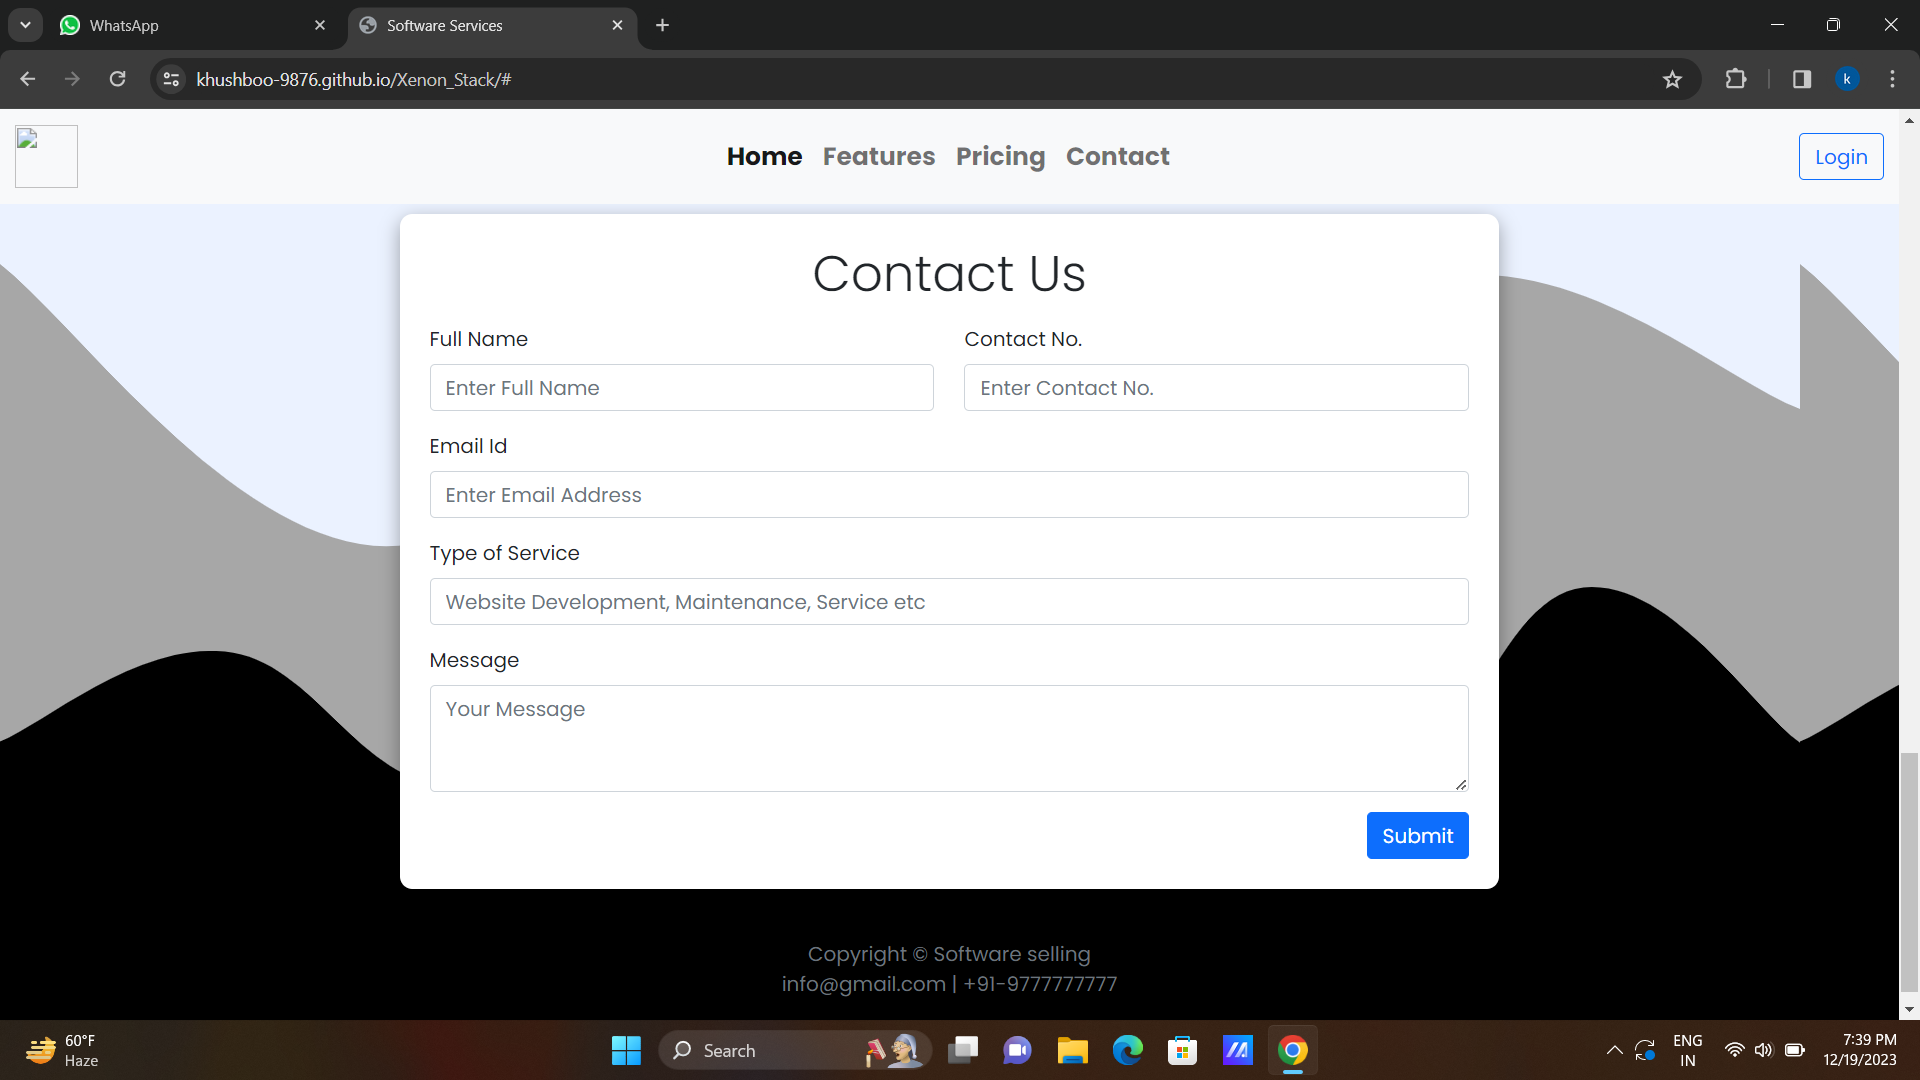 WhatsApp
Software Services
khushboo-9876.github.io/Xenon_Stack/#
k
Home Features Pricing Contact
Login
Contact Us
Full Name Contact No.
Enter Full Name Enter Contact No.
Email Id
Enter Email Address
Type of Service
Website Development, Maintenance, Service etc
Message
Your Message
Submit
Copyright © Software selling
info@gmail.com | +91-9777777777
60°F
Haze
Search
ENG
IN
7:39 PM
12/19/2023